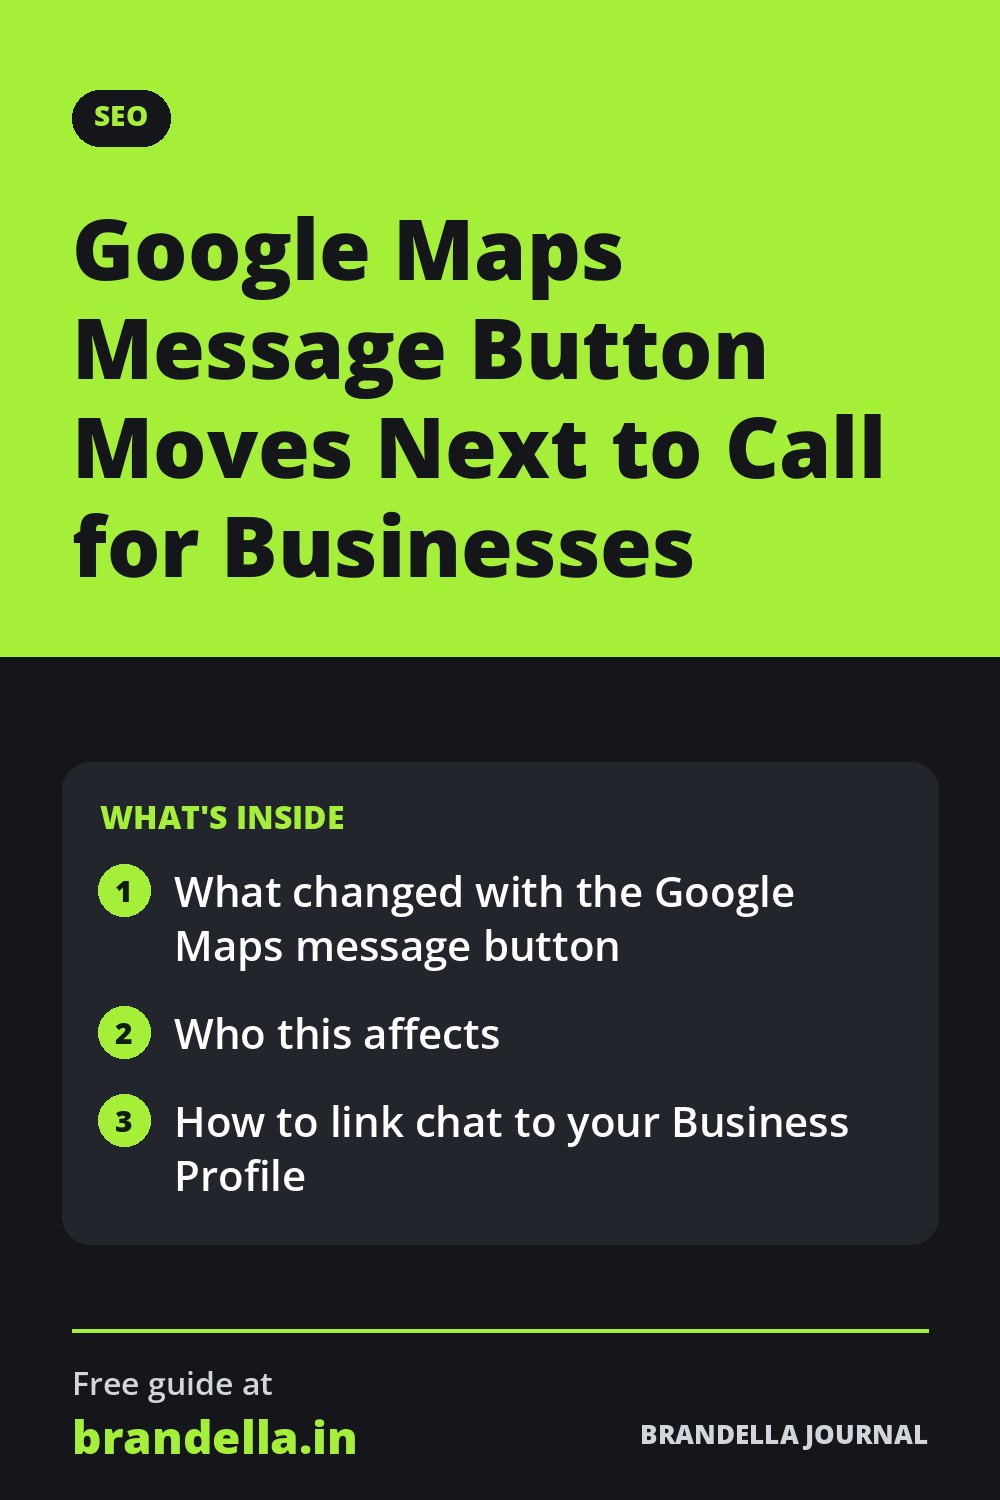 SEO
Google Maps
Message Button
Moves Next to Call
for Businesses
WHAT'S INSIDE
1 What changed with the Google
Maps message button
2 Who this affects
3 How to link chat to your Business
Profile
Free guide at
brandella.in
BRANDELLA JOURNAL